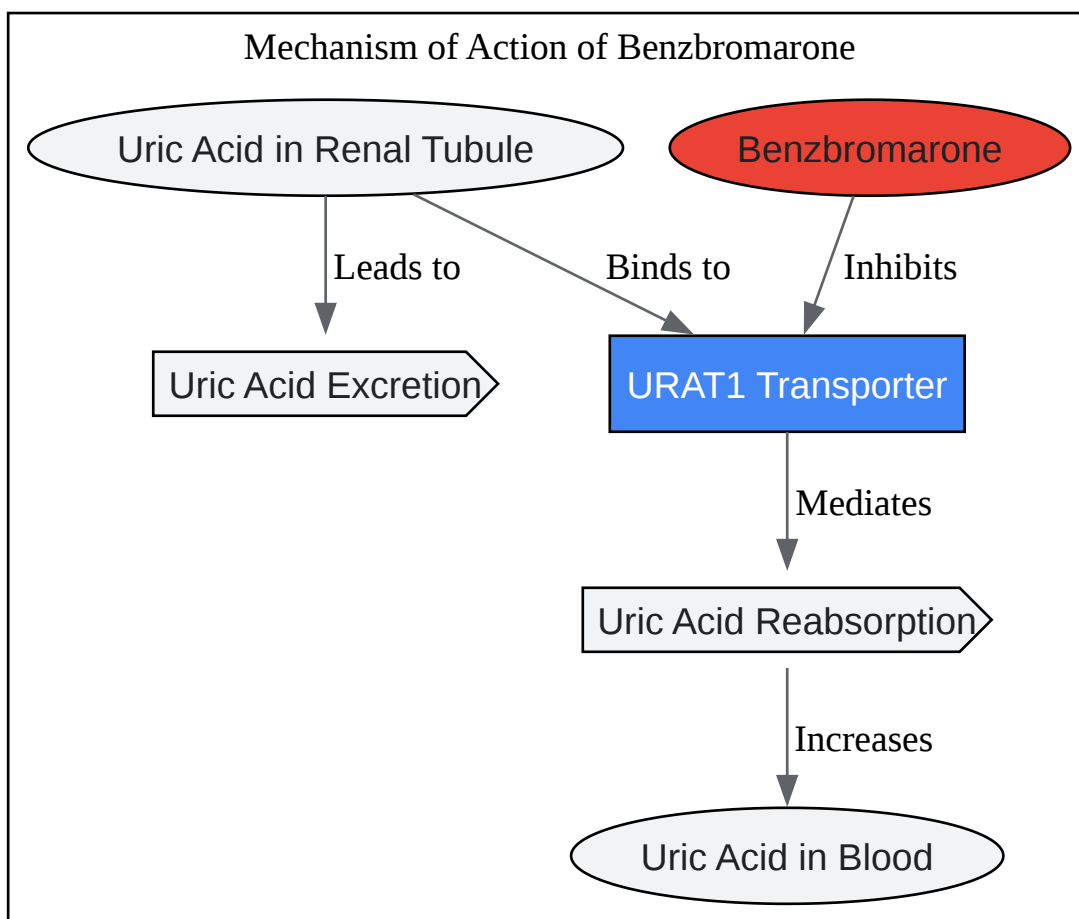 Mechanism of Action of Benzbromarone
Uric Acid in Renal Tubule
Benzbromarone
Leads to
Binds to
Inhibits
Uric Acid Excretion
URAT1 Transporter
Mediates
Uric Acid Reabsorption
Increases
Uric Acid in Blood